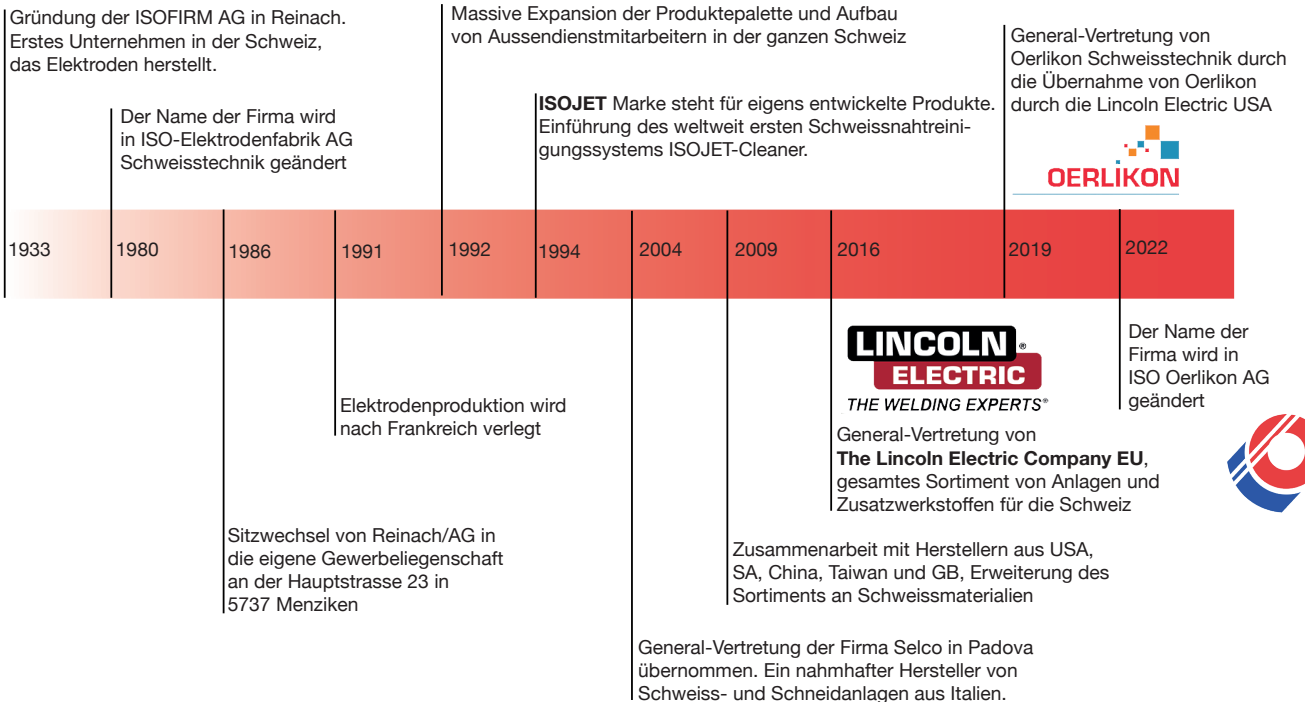 Gründung der ISOFIRM AG in Reinach.
Erstes Unternehmen in der Schweiz,
das Elektroden herstellt.
Der Name der Firma wird
in ISO-Elektrodenfabrik AG
Schweisstechnik geändert
Massive Expansion der Produktepalette und Aufbau
von Aussendienstmitarbeitern in der ganzen Schweiz
ISOJET Marke steht für eigens entwickelte Produkte.
Einführung des weltweit ersten Schweissnahtreini-
gungssystems ISOJET-Cleaner.
General-Vertretung von
Oerlikon Schweisstechnik durch
die Übernahme von Oerlikon
durch die Lincoln Electric USA
OERLIKON
1933
1980
1986
1991
1992
1994
2004
2009
2016
2019
2022
Elektrodenproduktion wird
nach Frankreich verlegt
Sitzwechsel von Reinach/AG in
die eigene Gewerbeliegenschaft
an der Hauptstrasse 23 in
5737 Menziken
LINCOLN ®
ELECTRIC
THE WELDING EXPERTS®
General-Vertretung von
The Lincoln Electric Company EU,
gesamtes Sortiment von Anlagen und
Zusatzwerkstoffen für die Schweiz
Der Name der
Firma wird in
ISO Oerlikon AG
geändert
Zusammenarbeit mit Herstellern aus USA,
SA, China, Taiwan und GB, Erweiterung des
Sortiments an Schweissmaterialien
General-Vertretung der Firma Selco in Padova
übernommen. Ein nahmhafter Hersteller von
Schweiss- und Schneidanlagen aus Italien.